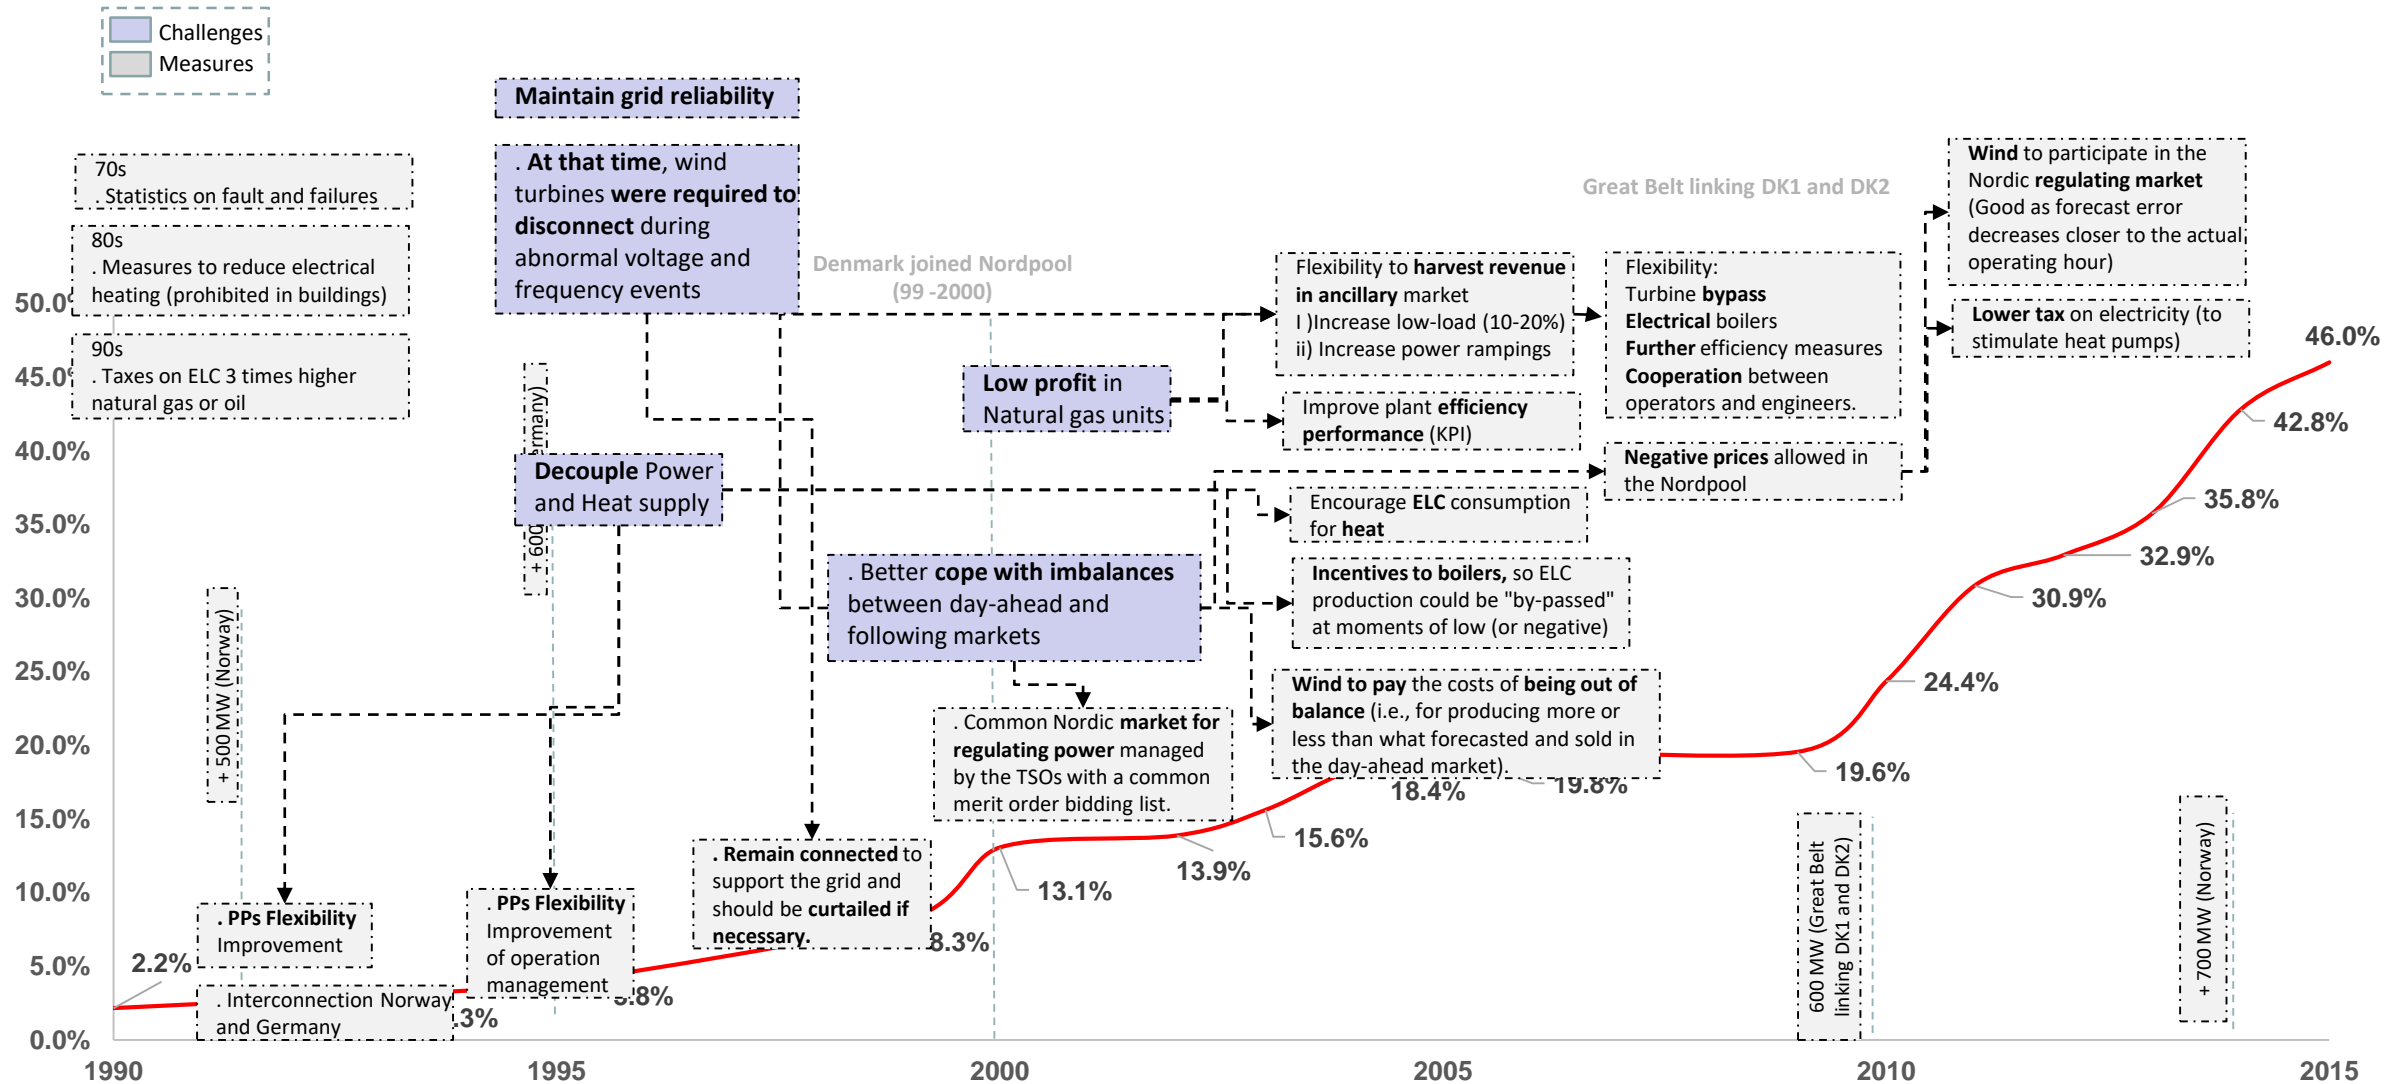 Challenges
Measures
Maintain grid reliability
. At that time, wind
turbines were required to
disconnect during
abnormal voltage and
frequency events
70s
. Statistics on fault and failures
80s
. Measures to reduce electrical
heating (prohibited in buildings)
90s
. Taxes on ELC 3 times higher
natural gas or oil
Denmark joined Nordpool
(99 -2000)
Great Belt linking DK1 and DK2
Wind to participate in the
Nordic regulating market
(Good as forecast error
decreases closer to the actual
operating hour)
Lower tax on electricity (to
stimulate heat pumps)
Flexibility to harvest revenue
in ancillary market
I )Increase low-load (10-20%)
ii) Increase power rampings
Flexibility:
Turbine bypass
Electrical boilers
Further efficiency measures
Cooperation between
operators and engineers.
Low profit in
Natural gas units
Improve plant efficiency
performance (KPI)
Negative prices allowed in
the Nordpool
Decouple Power
and Heat supply
Encourage ELC consumption
for heat
. Better cope with imbalances
between day-ahead and
following markets
Incentives to boilers, so ELC
production could be "by-passed"
at moments of low (or negative)
Wind to pay the costs of being out of
balance (i.e., for producing more or
less than what forecasted and sold in
the day-ahead market).
. Common Nordic market for
regulating power managed
by the TSOs with a common
merit order bidding list.
. Remain connected to
support the grid and
should be curtailed if
necessary.
. PPs Flexibility
Improvement
. PPs Flexibility
Improvement
of operation
management
. Interconnection Norway
and Germany
+ 500 MW (Norway)
+ 600
ermany)
600 MW (Great Belt
linking DK1 and DK2)
+ 700 MW (Norway)
50.0%
45.0%
40.0%
35.0%
30.0%
25.0%
20.0%
15.0%
10.0%
5.0%
0.0%
2.2%
.3%
.8%
8.3%
13.1%
13.9%
15.6%
18.4%
19.8%
19.6%
24.4%
30.9%
32.9%
35.8%
42.8%
46.0%
1990
1995
2000
2005
2010
2015